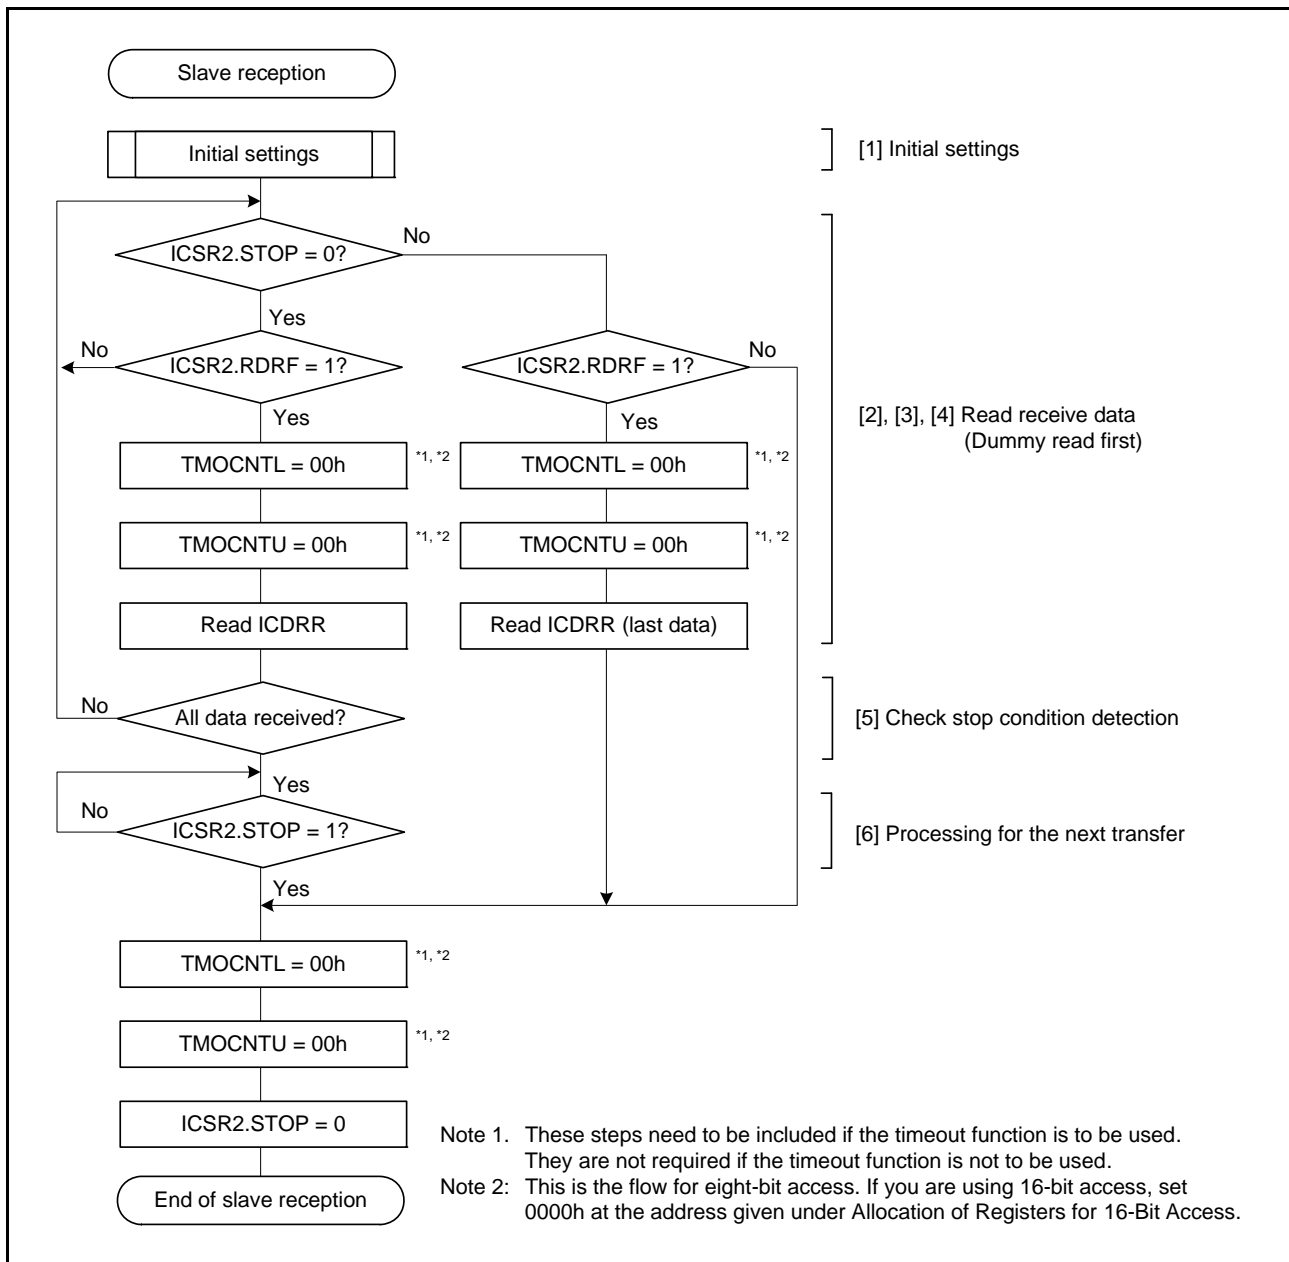 Slave reception
Initial settings
[1] Initial settings
ICSR2.STOP = 0?
No
Yes
No
ICSR2.RDRF = 1?
ICSR2.RDRF = 1?
No
Yes
Yes
[2], [3], [4] Read receive data
(Dummy read first)
TMOCNTL = 00h
*1, *2
TMOCNTL = 00h
*1, *2
TMOCNTU = 00h
*1, *2
TMOCNTU = 00h
*1, *2
Read ICDRR
Read ICDRR (last data)
No
All data received?
[5] Check stop condition detection
Yes
No
ICSR2.STOP = 1?
[6] Processing for the next transfer
Yes
TMOCNTL = 00h
*1, *2
TMOCNTU = 00h
*1, *2
ICSR2.STOP = 0
End of slave reception
Note 1. These steps need to be included if the timeout function is to be used.
They are not required if the timeout function is not to be used.
Note 2: This is the flow for eight-bit access. If you are using 16-bit access, set
0000h at the address given under Allocation of Registers for 16-Bit Access.